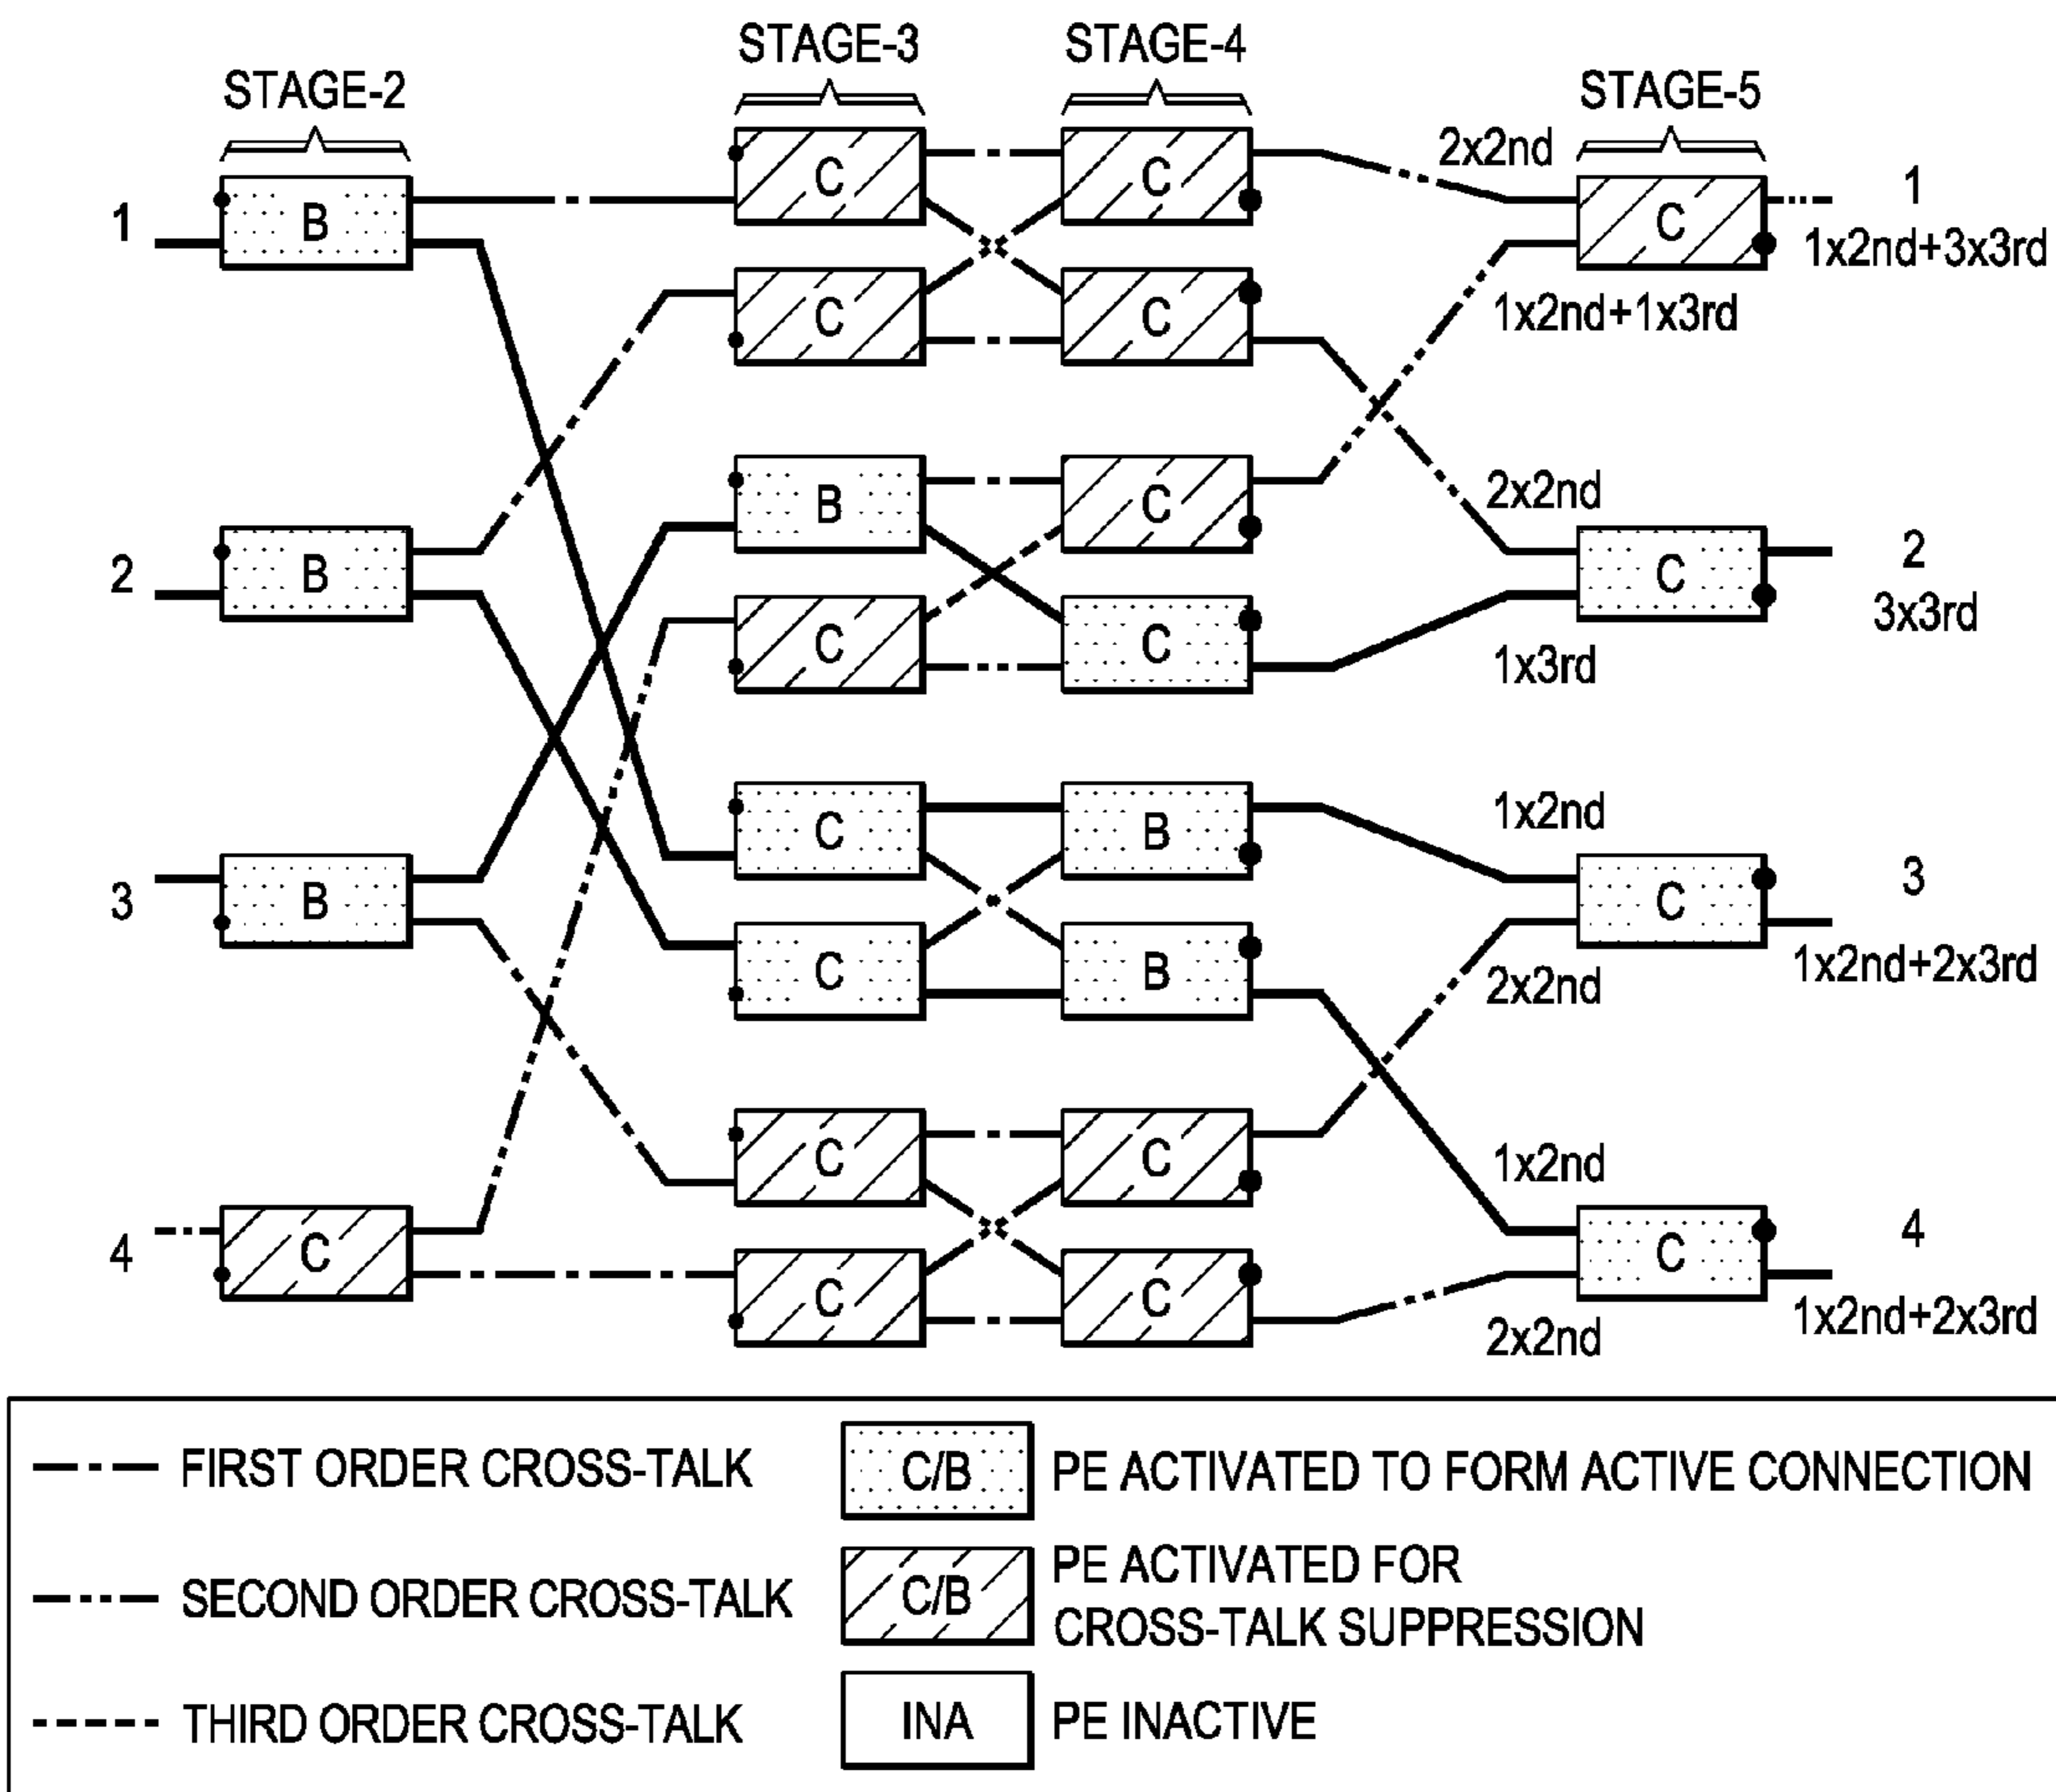 STAGE-2
STAGE-3
STAGE-4
STAGE-5
1
B
C
C
2x2nd
C
1
1x2nd+3x3rd
C
C
1x2nd+1x3rd
2
B
B
C
2x2nd
C
2
3x3rd
C
C
1x3rd
3
B
C
B
1x2nd
C
3
1x2nd+2x3rd
C
B
2x2nd
4
C
C
C
1x2nd
C
4
1x2nd+2x3rd
C
C
2x2nd
FIRST ORDER CROSS-TALK
C/B
PE ACTIVATED TO FORM ACTIVE CONNECTION
SECOND ORDER CROSS-TALK
C/B
PE ACTIVATED FOR
CROSS-TALK SUPPRESSION
THIRD ORDER CROSS-TALK
INA
PE INACTIVE